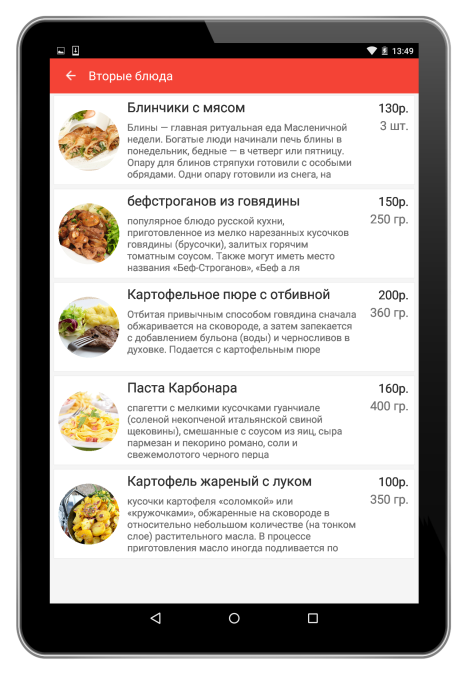 13:49
Вторые блюда
Блинчики с мясом
130р.
Блины — главная ритуальная еда Масленичной
3 шт.
недели. Богатые люди начинали печь блины в
понедельник, бедные — в четверг или пятницу.
Опару для блинов стряпухи готовили с особыми
обрядами. Одни опару готовили из снега, на
бефстроганов из говядины
150р.
популярное блюдо русской кухни,
250 гр.
приготовленное из мелко нарезанных кусочков
говядины (брусочки), залитых горячим
томатным соусом. Также могут иметь место
названия «Беф-Строганов», «Беф а ля
Картофельное пюре с отбивной
200р.
Отбитая привычным способом говядина сначала
360 гр.
обжаривается на сковороде, а затем запекается
с добавлением бульона (воды) и черносливов в
духовке. Подается с картофельным пюре
Паста Карбонара
160р.
спагетти с мелкими кусочками гуанчиале
400 гр.
(соленой некопченой итальянской свиной
щековины), смешанные с соусом из яиц, сыра
пармезан и пекорино романо, соли и
свежемолотого черного перца
Картофель жареный с луком
100р.
кусочки картофеля «соломкой» или
350 гр.
«кружочками», обжаренные на сковороде в
относительно небольшом количестве (на тонком
слое) растительного масла. В процессе
приготовления масло иногда подливается по